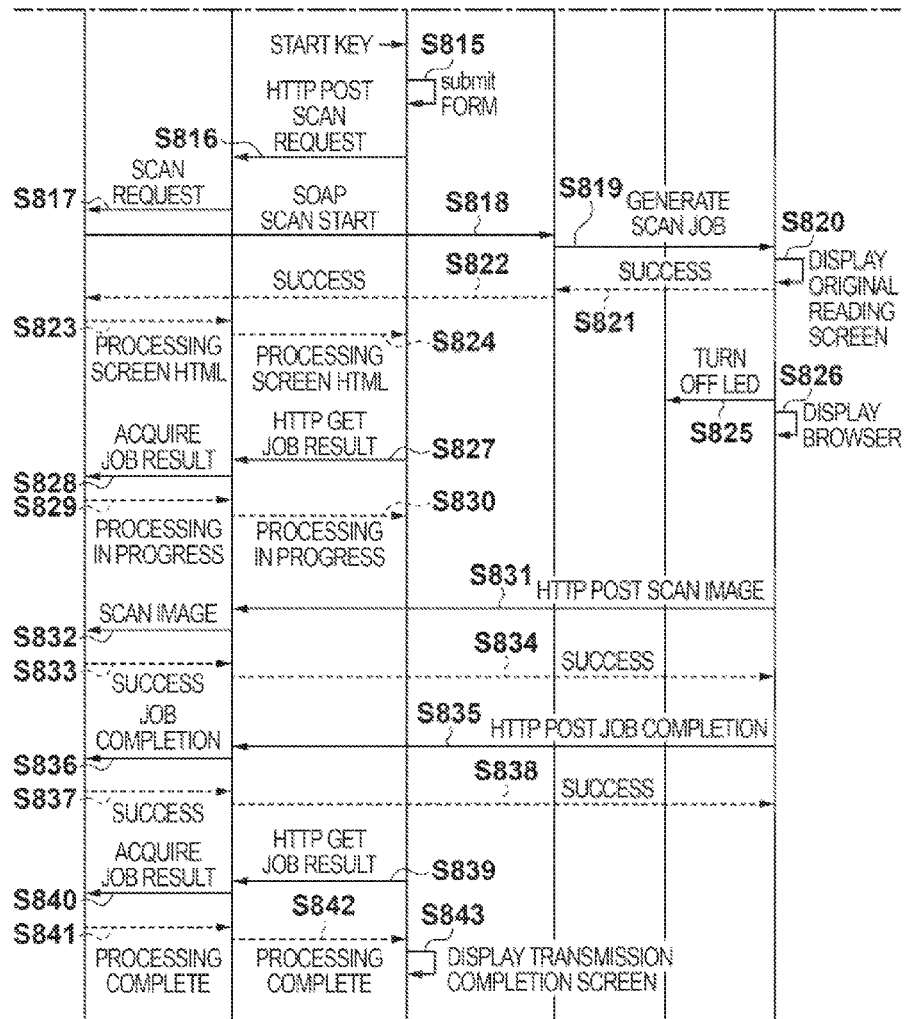 START KEY
S815
submit
FORM
HTTP POST
SCAN
REQUEST
S816
SCAN
REQUEST
S817
SOAP
SCAN START
S818
S819
GENERATE
SCAN JOB
S820
DISPLAY
ORIGINAL
READING
SCREEN
SUCCESS
S822
SUCCESS
S821
S823
PROCESSING
SCREEN HTML
S824
PROCESSING
SCREEN HTML
TURN
OFF LED
S825
S826
DISPLAY
BROWSER
HTTP GET
JOB RESULT
S827
ACQUIRE
JOB RESULT
S828
S829
PROCESSING
IN PROGRESS
S830
PROCESSING
IN PROGRESS
S831
HTTP POST SCAN IMAGE
SCAN IMAGE
S832
S833
SUCCESS
S834
SUCCESS
S835
HTTP POST JOB COMPLETION
JOB
COMPLETION
S836
S837
SUCCESS
S838
SUCCESS
HTTP GET
JOB RESULT
S839
ACQUIRE
JOB RESULT
S840
S841
PROCESSING
COMPLETE
S842
PROCESSING
COMPLETE
S843
DISPLAY TRANSMISSION
COMPLETION SCREEN